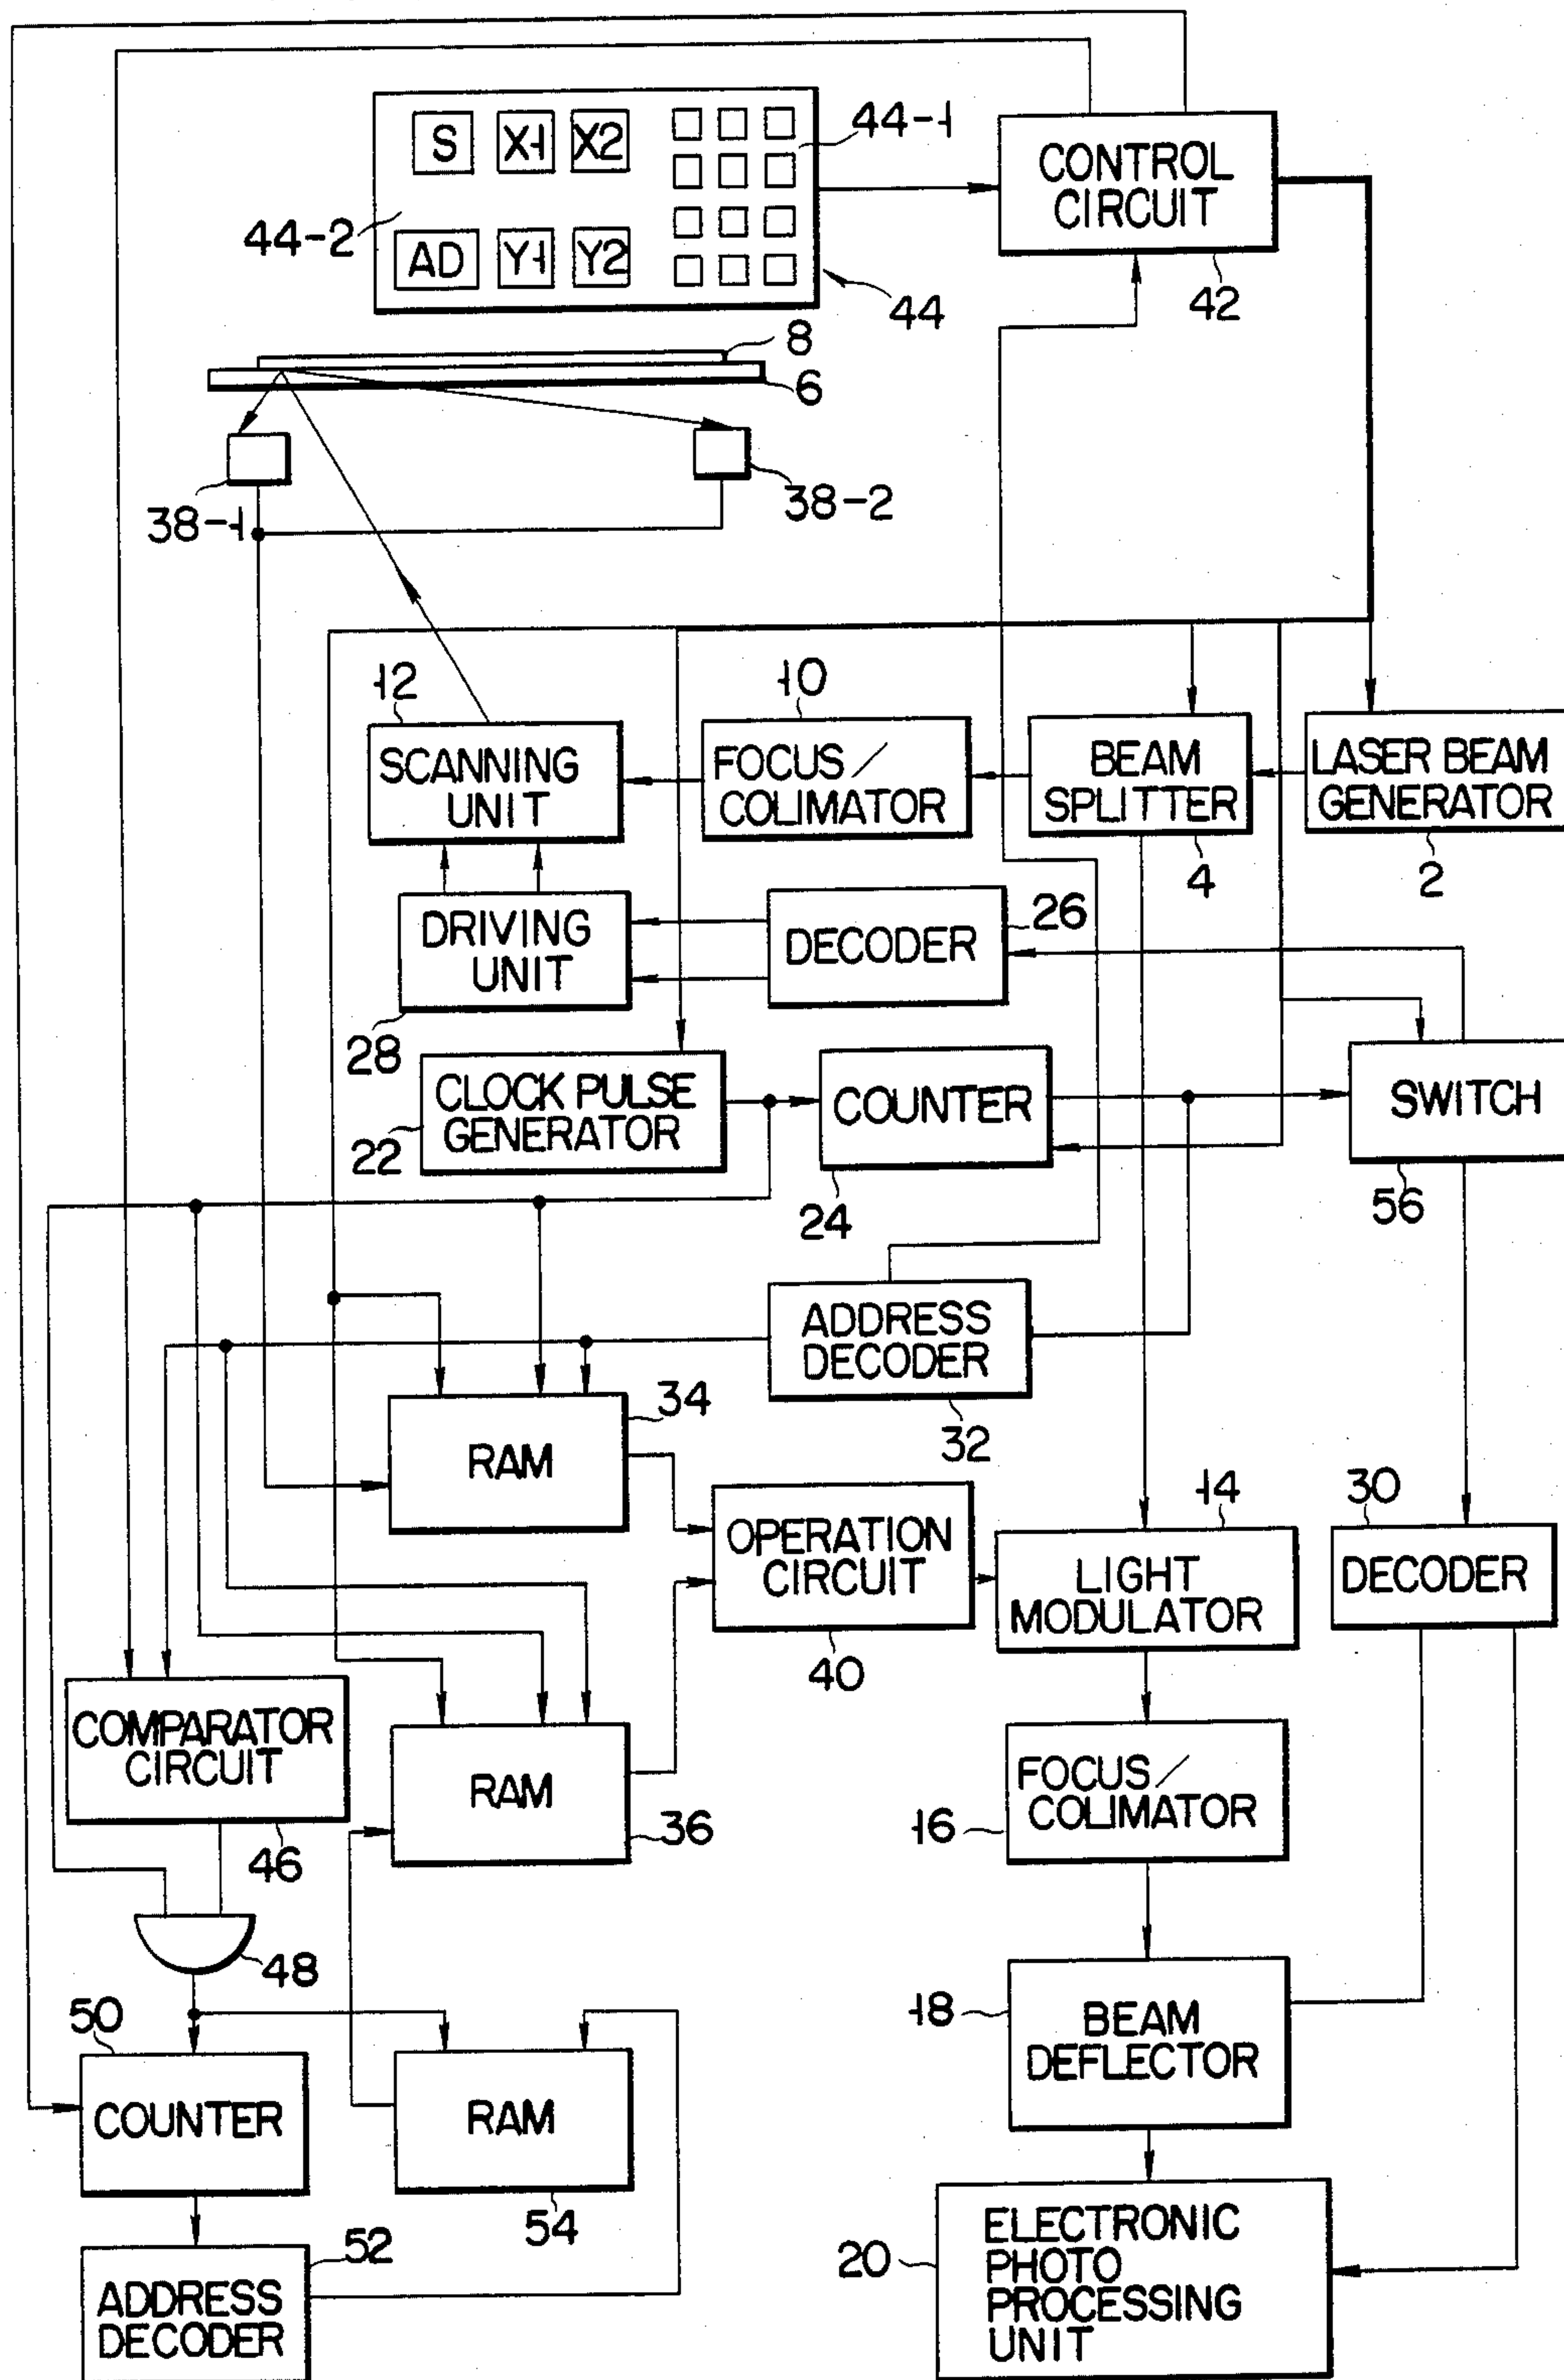 S X1 X2
44-1
CONTROL
CIRCUIT
44-2
AD Y1 Y2
44
42
8
6
38-1
38-2
12
10
SCANNING
UNIT
FOCUS/
COLIMATOR
BEAM
SPLITTER
LASER BEAM
GENERATOR
4
2
DRIVING
UNIT
DECODER
26
28
CLOCK PULSE
GENERATOR
COUNTER
SWITCH
22
24
56
ADDRESS
DECODER
34
32
RAM
14
30
OPERATION
CIRCUIT
LIGHT
MODULATOR
DECODER
40
COMPARATOR
CIRCUIT
RAM
FOCUS/
COLIMATOR
16
36
46
48
50
18
BEAM
DEFLECTOR
COUNTER
RAM
54
52
20
ELECTRONIC
PHOTO
PROCESSING
UNIT
ADDRESS
DECODER